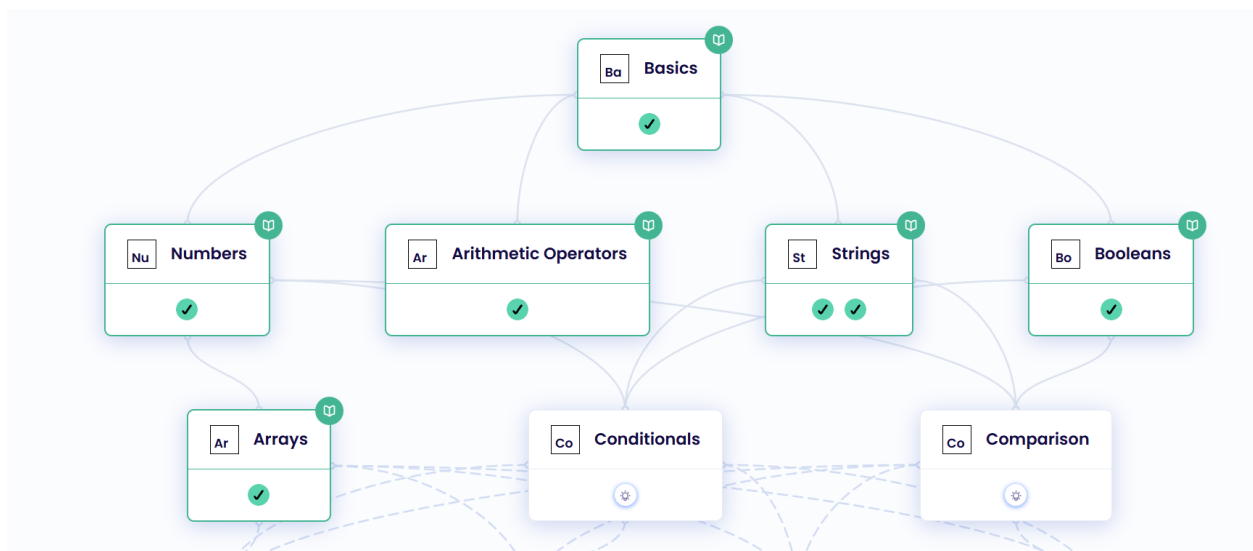 Ba Basics
Nu Numbers
Ar Arithmetic Operators
St Strings
Bo Booleans
Ar Arrays
Co Conditionals
Co Comparison